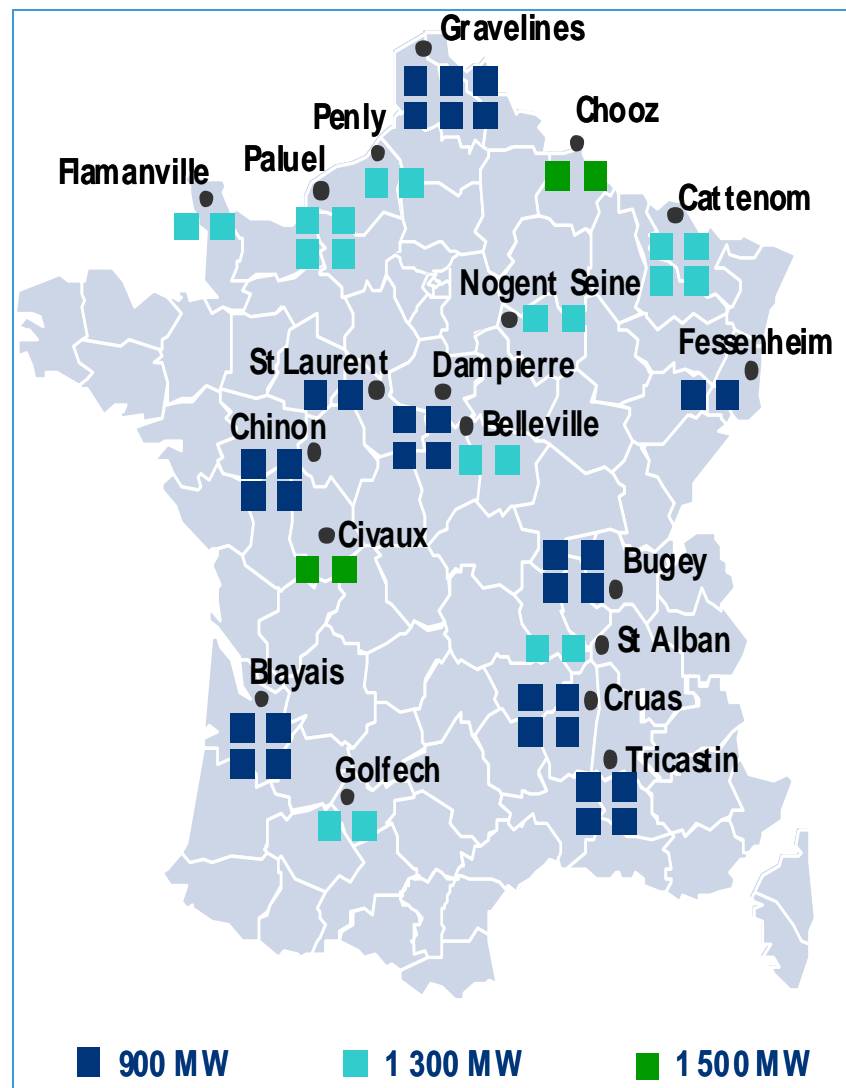 Gravelines
Chooz
Penly
Paluel
Flamanville
Cattenom
Nogent Seine
Fessenheim
St Laurent
Dampierre
Belleville
Chinon
Civaux
Bugey
St Alban
Blayais
Cruas
Tricastin
Golfech
900 MW
1 300 MW
1 500 MW